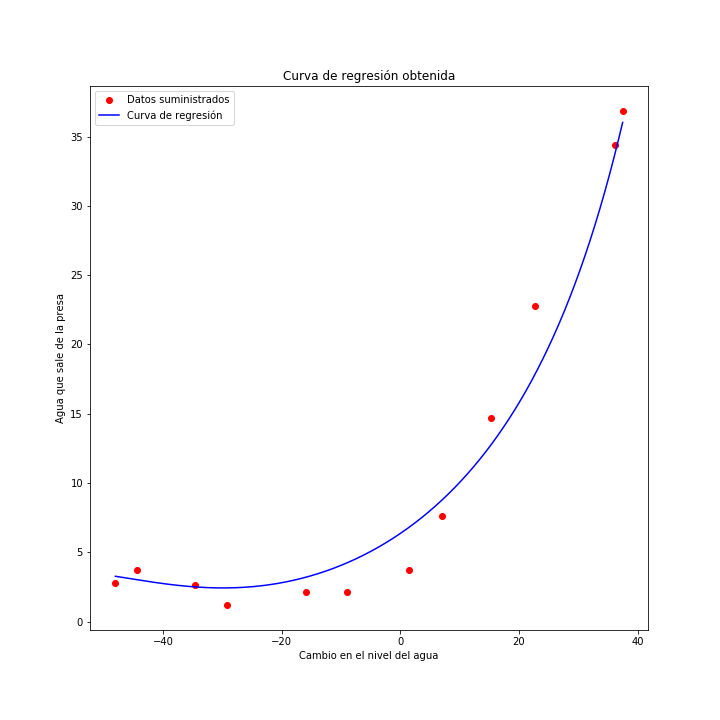 Curva de regresión obtenida
Datos suministrados
Curva de regresión
35
30
25
20
15
10
5
0
Agua que sale de la presa
−40
−20
0
20
40
Cambio en el nivel del agua